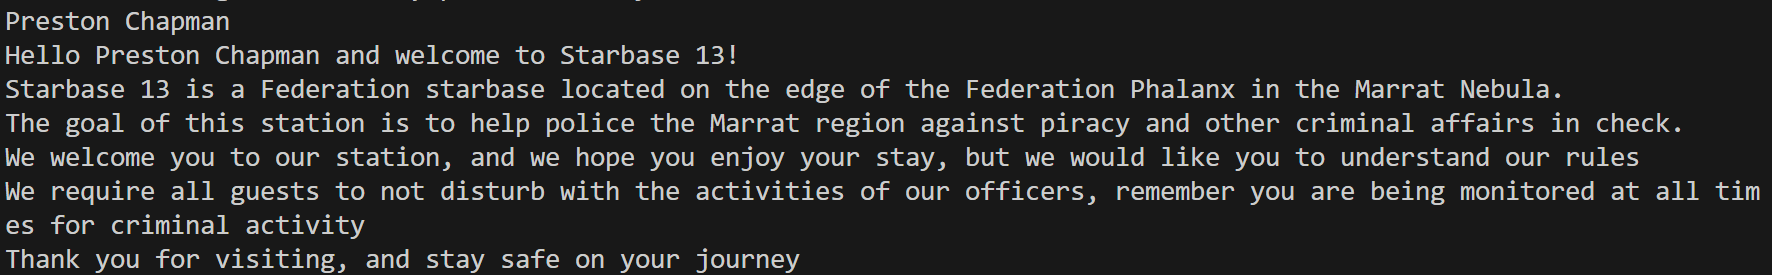 Preston Chapman
Hello Preston Chapman and welcome to Starbase 13!
Starbase 13 is a Federation starbase located on the edge of the Federation Phalanx in the Marrat Nebula.
The goal of this station is to help police the Marrat region against piracy and other criminal affairs in check.
We welcome you to our station, and we hope you enjoy your stay, but we would like you to understand our rules
We require all guests to not disturb with the activities of our officers, remember you are being monitored at all tim
es for criminal activity
Thank you for visiting, and stay safe on your journey